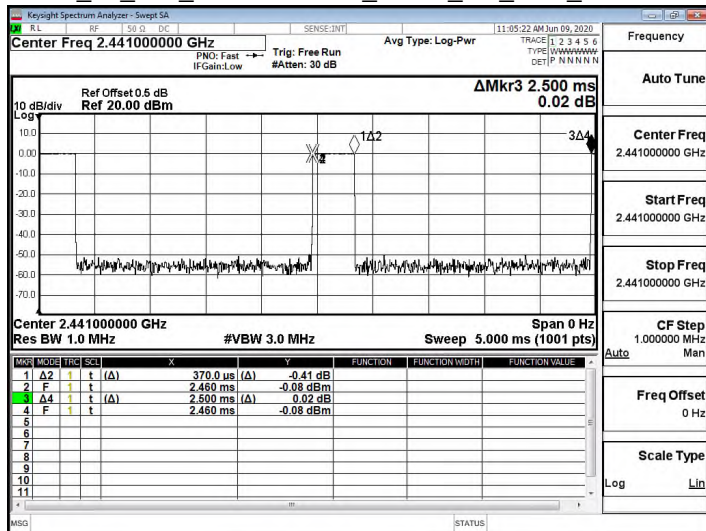 Keysight Spectrum Analyzer - Swept SA
LXI RL RF 50 Ω DC SENSE:INT 11:05:22 AM Jun 09, 2020
Center Freq 2.441000000 GHz
PNO: Fast
IFGain:Low
Trig: Free Run
#Atten: 30 dB
Avg Type: Log-Pwr
TRACE 1 2 3 4 5 6
TYPE WWWWWW
DET P N N N N N
Ref Offset 0.5 dB
10 dB/div Ref 20.00 dBm
ΔMkr3 2.500 ms
0.02 dB
Log
10.0
0.00
-10.0
-20.0
-30.0
-40.0
-50.0
-60.0
-70.0
1Δ2
3Δ4
Center 2.441000000 GHz Span 0 Hz
Res BW 1.0 MHz #VBW 3.0 MHz Sweep 5.000 ms (1001 pts)
MKR MODE TRC SCL X Y FUNCTION FUNCTION WIDTH FUNCTION VALUE
1 Δ2 1 t (Δ) 370.0 µs (Δ) -0.41 dB
2 F 1 t 2.460 ms -0.08 dBm
3 Δ4 1 t (Δ) 2.500 ms (Δ) 0.02 dB
4 F 1 t 2.460 ms -0.08 dBm
5
6
7
8
9
10
11
MSG STATUS
Frequency
Auto Tune
Center Freq
2.441000000 GHz
Start Freq
2.441000000 GHz
Stop Freq
2.441000000 GHz
CF Step
1.000000 MHz
Auto Man
Freq Offset
0 Hz
Scale Type
Log Lin